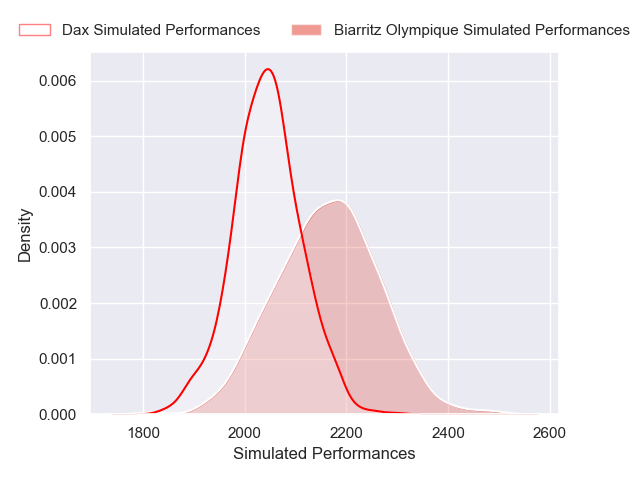 Dax Simulated Performances Biarritz Olympique Simulated Performances
0.006
0.005
0.004
0.003
0.002
0.001
0.000
Density
1800 2000 2200 2400 2600
Simulated Performances